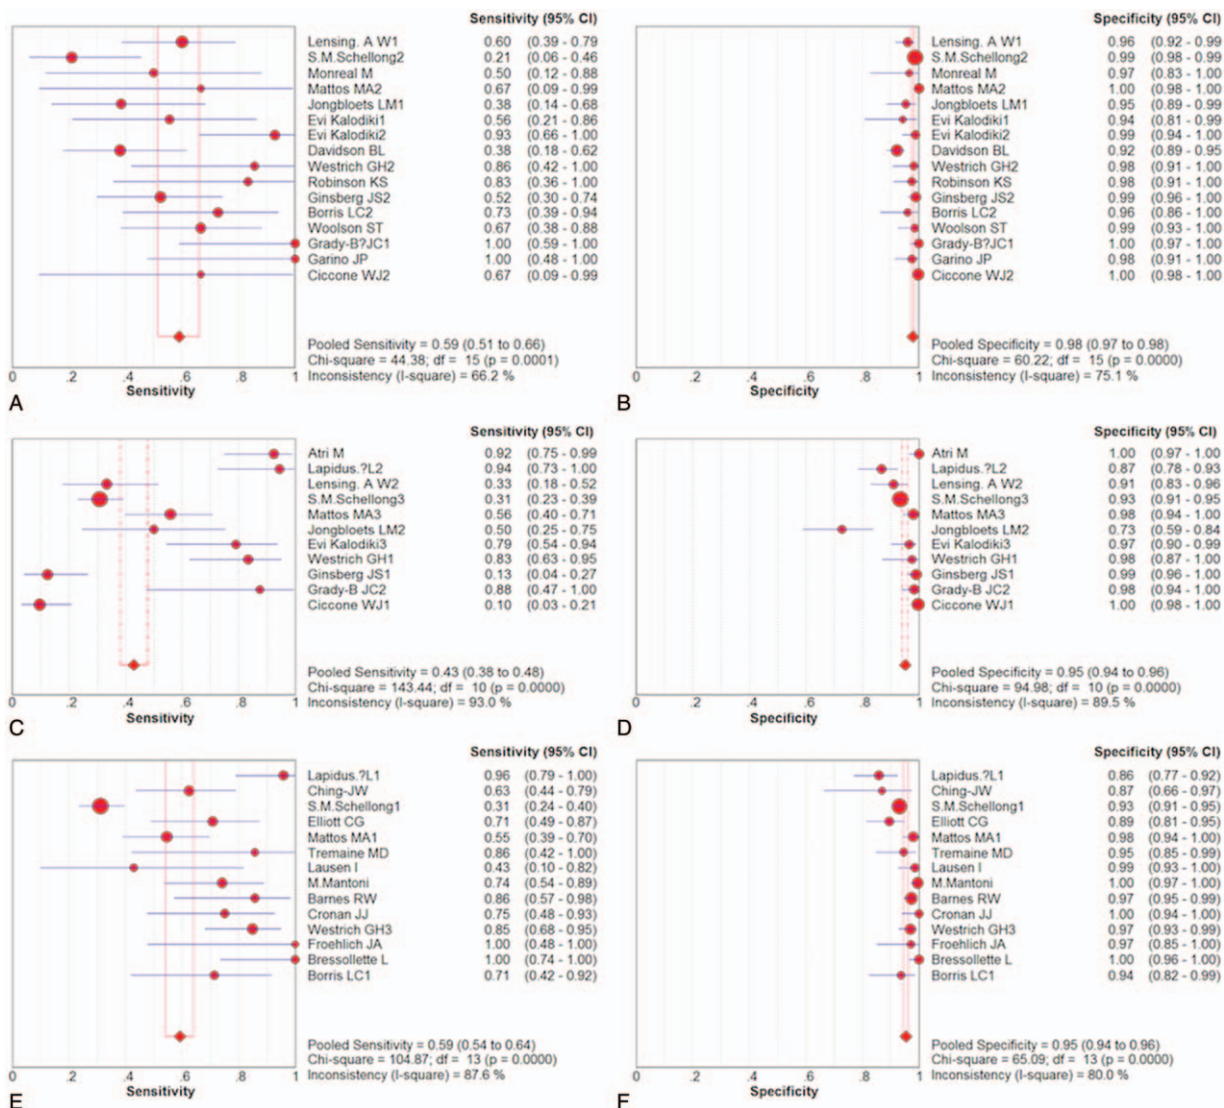 Sensitivity (95% CI)
Lensing. A W1 0.60 (0.39 - 0.79
S.M.Schellong2 0.21 (0.06 - 0.46
Monreal M 0.50 (0.12 - 0.88
Mattos MA2 0.67 (0.09 - 0.99
Jongbloets LM1 0.38 (0.14 - 0.68
Evi Kalodiki1 0.56 (0.21 - 0.86
Evi Kalodiki2 0.93 (0.66 - 1.00
Davidson BL 0.38 (0.18 - 0.62
Westrich GH2 0.86 (0.42 - 1.00
Robinson KS 0.83 (0.36 - 1.00
Ginsberg JS2 0.52 (0.30 - 0.74
Borris LC2 0.73 (0.39 - 0.94
Woolson ST 0.67 (0.38 - 0.88
Grady-B?JC1 1.00 (0.59 - 1.00
Garino JP 1.00 (0.48 - 1.00
Ciccone WJ2 0.67 (0.09 - 0.99
Pooled Sensitivity = 0.59 (0.51 to 0.66)
Chi-square = 44.38; df = 15 (p = 0.0001)
Inconsistency (I-square) = 66.2 %
0 .2 .4 .6 .8 1
Sensitivity
A
Specificity (95% CI)
Lensing. A W1 0.96 (0.92 - 0.99
S.M.Schellong2 0.99 (0.98 - 0.99
Monreal M 0.97 (0.83 - 1.00
Mattos MA2 1.00 (0.98 - 1.00
Jongbloets LM1 0.95 (0.89 - 0.99
Evi Kalodiki1 0.94 (0.81 - 0.99
Evi Kalodiki2 0.99 (0.94 - 1.00
Davidson BL 0.92 (0.89 - 0.95
Westrich GH2 0.98 (0.91 - 1.00
Robinson KS 0.98 (0.91 - 1.00
Ginsberg JS2 0.99 (0.96 - 1.00
Borris LC2 0.96 (0.86 - 1.00
Woolson ST 0.99 (0.93 - 1.00
Grady-B?JC1 1.00 (0.97 - 1.00
Garino JP 0.98 (0.91 - 1.00
Ciccone WJ2 1.00 (0.98 - 1.00
Pooled Specificity = 0.98 (0.97 to 0.98)
Chi-square = 60.22; df = 15 (p = 0.0000)
Inconsistency (I-square) = 75.1 %
0 .2 .4 .6 .8 1
Specificity
B
Sensitivity (95% CI)
Atri M 0.92 (0.75 - 0.99
Lapidus.?L2 0.94 (0.73 - 1.00
Lensing. A W2 0.33 (0.18 - 0.52
S.M.Schellong3 0.31 (0.23 - 0.39
Mattos MA3 0.56 (0.40 - 0.71
Jongbloets LM2 0.50 (0.25 - 0.75
Evi Kalodiki3 0.79 (0.54 - 0.94
Westrich GH1 0.83 (0.63 - 0.95
Ginsberg JS1 0.13 (0.04 - 0.27
Grady-B JC2 0.88 (0.47 - 1.00
Ciccone WJ1 0.10 (0.03 - 0.21
Pooled Sensitivity = 0.43 (0.38 to 0.48)
Chi-square = 143.44; df = 10 (p = 0.0000)
Inconsistency (I-square) = 93.0 %
0 .2 .4 .6 .8 1
Sensitivity
C
Specificity (95% CI)
Atri M 1.00 (0.97 - 1.00
Lapidus.?L2 0.87 (0.78 - 0.93
Lensing. A W2 0.91 (0.83 - 0.96
S.M.Schellong3 0.93 (0.91 - 0.95
Mattos MA3 0.98 (0.94 - 1.00
Jongbloets LM2 0.73 (0.59 - 0.84
Evi Kalodiki3 0.97 (0.90 - 0.99
Westrich GH1 0.98 (0.87 - 1.00
Ginsberg JS1 0.99 (0.96 - 1.00
Grady-B JC2 0.98 (0.94 - 1.00
Ciccone WJ1 1.00 (0.98 - 1.00
Pooled Specificity = 0.95 (0.94 to 0.96)
Chi-square = 94.98; df = 10 (p = 0.0000)
Inconsistency (I-square) = 89.5 %
0 .2 .4 .6 .8 1
Specificity
D
Sensitivity (95% CI)
Lapidus.?L1 0.96 (0.79 - 1.00)
Ching-JW 0.63 (0.44 - 0.79)
S.M.Schellong1 0.31 (0.24 - 0.40)
Elliott CG 0.71 (0.49 - 0.87)
Mattos MA1 0.55 (0.39 - 0.70)
Tremaine MD 0.86 (0.42 - 1.00)
Lausen I 0.43 (0.10 - 0.82)
M.Mantoni 0.74 (0.54 - 0.89)
Barnes RW 0.86 (0.57 - 0.98)
Cronan JJ 0.75 (0.48 - 0.93)
Westrich GH3 0.85 (0.68 - 0.95)
Froehlich JA 1.00 (0.48 - 1.00)
Bressollette L 1.00 (0.74 - 1.00)
Borris LC1 0.71 (0.42 - 0.92)
Pooled Sensitivity = 0.59 (0.54 to 0.64)
Chi-square = 104.87; df = 13 (p = 0.0000)
Inconsistency (I-square) = 87.6 %
0 .2 .4 .6 .8 1
Sensitivity
E
Specificity (95% CI)
Lapidus.?L1 0.86 (0.77 - 0.92)
Ching-JW 0.87 (0.66 - 0.97)
S.M.Schellong1 0.93 (0.91 - 0.95)
Elliott CG 0.89 (0.81 - 0.95)
Mattos MA1 0.98 (0.94 - 1.00)
Tremaine MD 0.95 (0.85 - 0.99)
Lausen I 0.99 (0.93 - 1.00)
M.Mantoni 1.00 (0.97 - 1.00)
Barnes RW 0.97 (0.95 - 0.99)
Cronan JJ 1.00 (0.94 - 1.00)
Westrich GH3 0.97 (0.93 - 0.99)
Froehlich JA 0.97 (0.85 - 1.00)
Bressollette L 1.00 (0.96 - 1.00)
Borris LC1 0.94 (0.82 - 0.99)
Pooled Specificity = 0.95 (0.94 to 0.96)
Chi-square = 65.09; df = 13 (p = 0.0000)
Inconsistency (I-square) = 80.0 %
0 .2 .4 .6 .8 1
Specificity
F